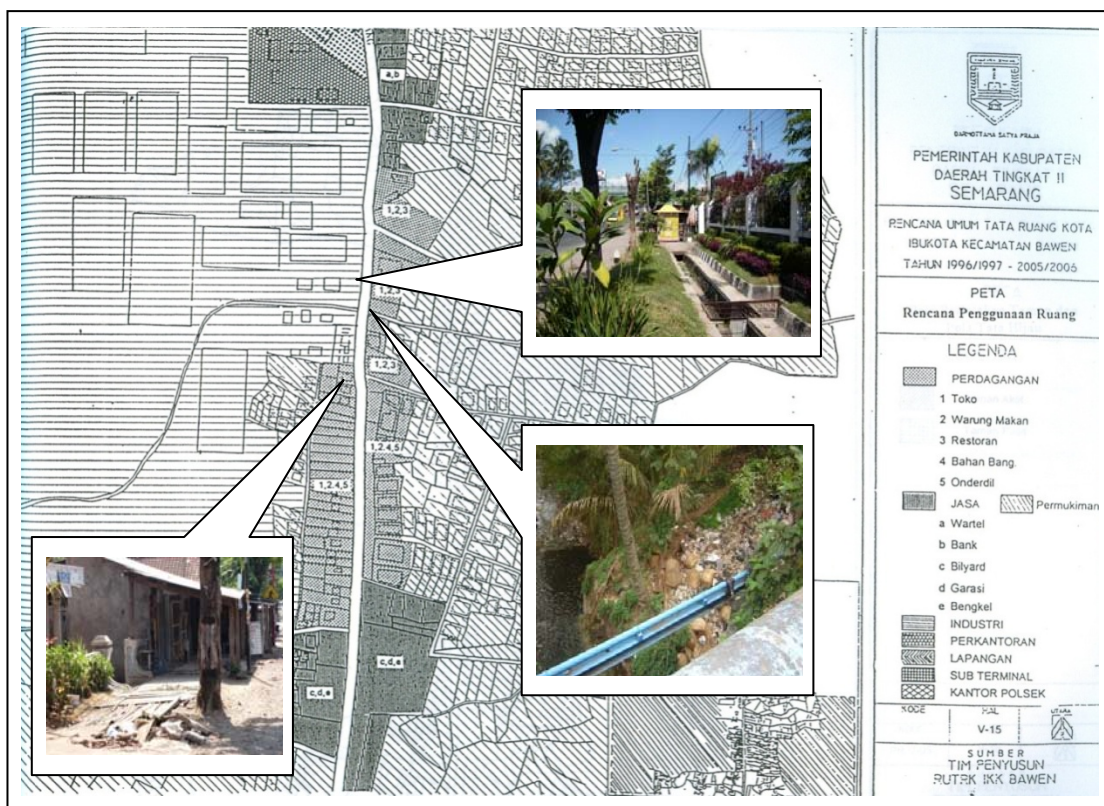 a,b
1,2,3
1,2,3
1,2,3
1,2,4,5
1,2,4,5
c,d,e
c,d,e
DARMOTTAMA SATYA PRAJA
PEMERINTAH KABUPATEN
DAERAH TINGKAT II
SEMARANG
RENCANA UMUM TATA RUANG KOTA
IBUKOTA KECAMATAN BAWEN
TAHUN 1996/1997 - 2005/2006
PETA
Rencana Penggunaan Ruang
LEGENDA
PERDAGANGAN
1 Toko
2 Warung Makan
3 Restoran
4 Bahan Bang.
5 Onderdil
JASA Permukiman
a Wartel
b Bank
c Bilyard
d Garasi
e Bengkel
INDUSTRI
PERKANTORAN
LAPANGAN
SUB TERMINAL
KANTOR POLSEK
KODE HAL UTARA
V-15
SUMBER
TIM PENYUSUN
RUTRK IKK BAWEN